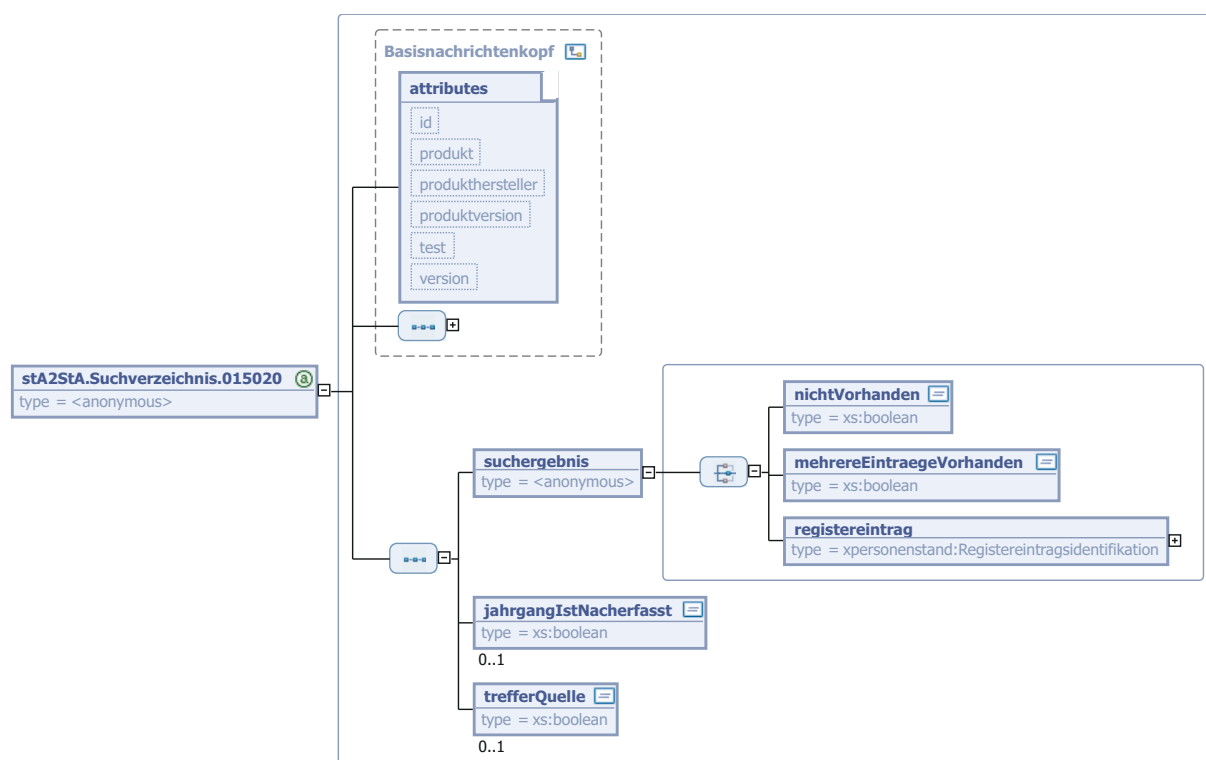 Basisnachrichtenkopf
attributes
id
produkt
produkthersteller
produktversion
test
version
stA2StA.Suchverzeichnis.015020 a
type = <anonymous>
suchergebnis
type = <anonymous>
nichtVorhanden
type = xs:boolean
mehrereEintraegeVorhanden
type = xs:boolean
registereintrag
type = xpersonenstand:Registereintragsidentifikation
jahrgangIstNacherfasst
type = xs:boolean
0..1
trefferQuelle
type = xs:boolean
0..1